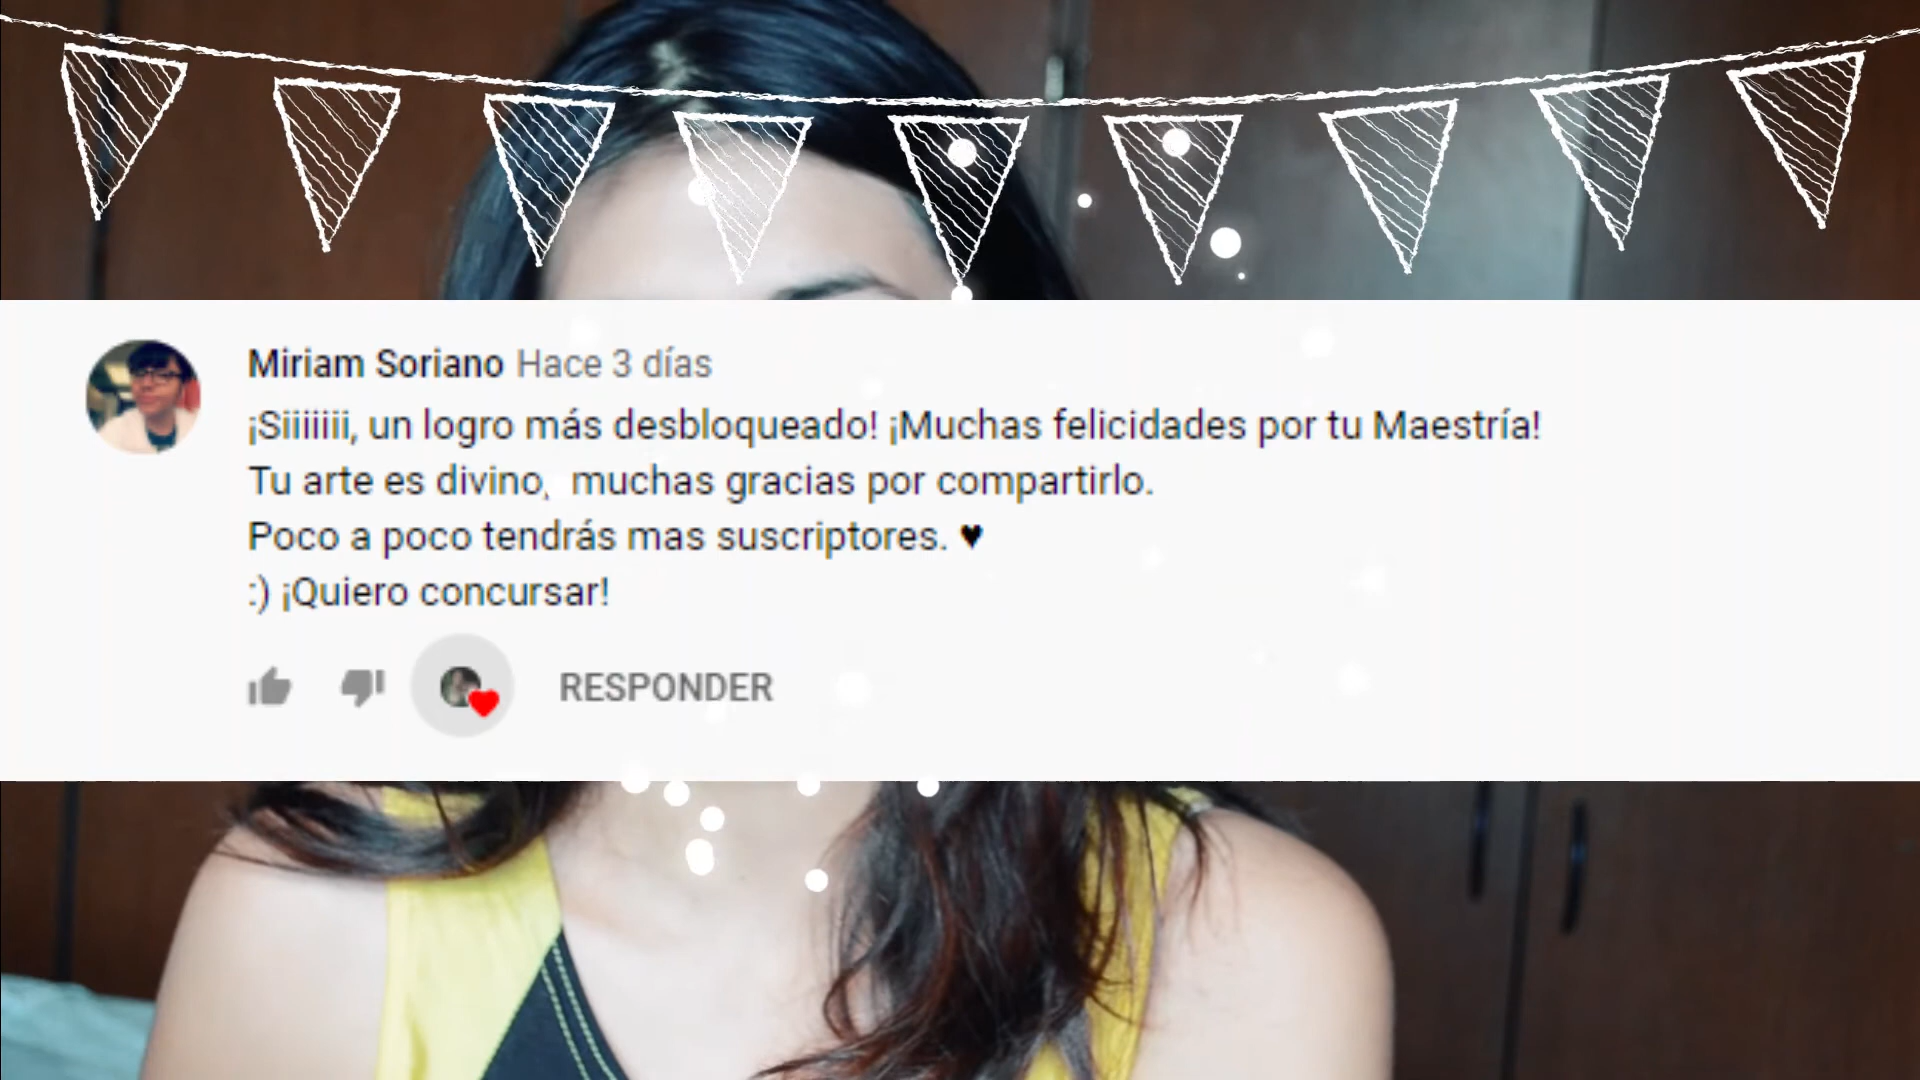 Miriam Soriano Hace 3 días
¡Siiiiiii, un logro más desbloqueado! ¡Muchas felicidades por tu Maestría!
Tu arte es divino,  muchas gracias por compartirlo.
Poco a poco tendrás mas suscriptores. ♥
:) ¡Quiero concursar!
RESPONDER